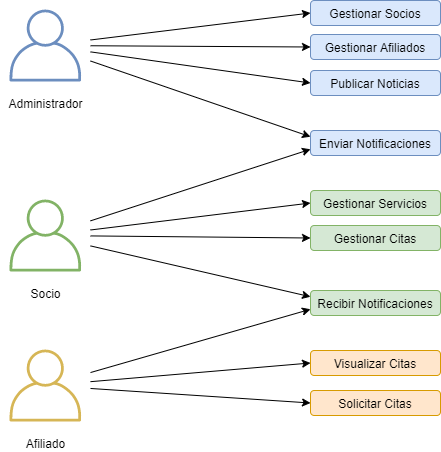 Gestionar Socios
Gestionar Afiliados
Publicar Noticias
Administrador
Enviar Notificaciones
Gestionar Servicios
Gestionar Citas
Socio
Recibir Notificaciones
Visualizar Citas
Solicitar Citas
Afiliado